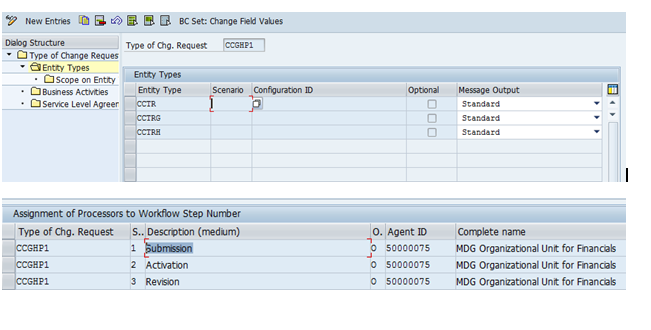 New Entries BC Set: Change Field Values
Dialog Structure
Type of Change Reques
Entity Types
Scope on Entity
Business Activities
Service Level Agreer
Type of Chg. Request CCGHP1
Entity Types
Entity Type Scenario Configuration ID Optional Message Output
CCTR Standard
CCTRG Standard
CCTRH Standard
Assignment of Processors to Workflow Step Number
Type of Chg. Request S.. Description (medium) O. Agent ID Complete name
CCGHP1 1 Submission O 50000075 MDG Organizational Unit for Financials
CCGHP1 2 Activation O 50000075 MDG Organizational Unit for Financials
CCGHP1 3 Revision O 50000075 MDG Organizational Unit for Financials